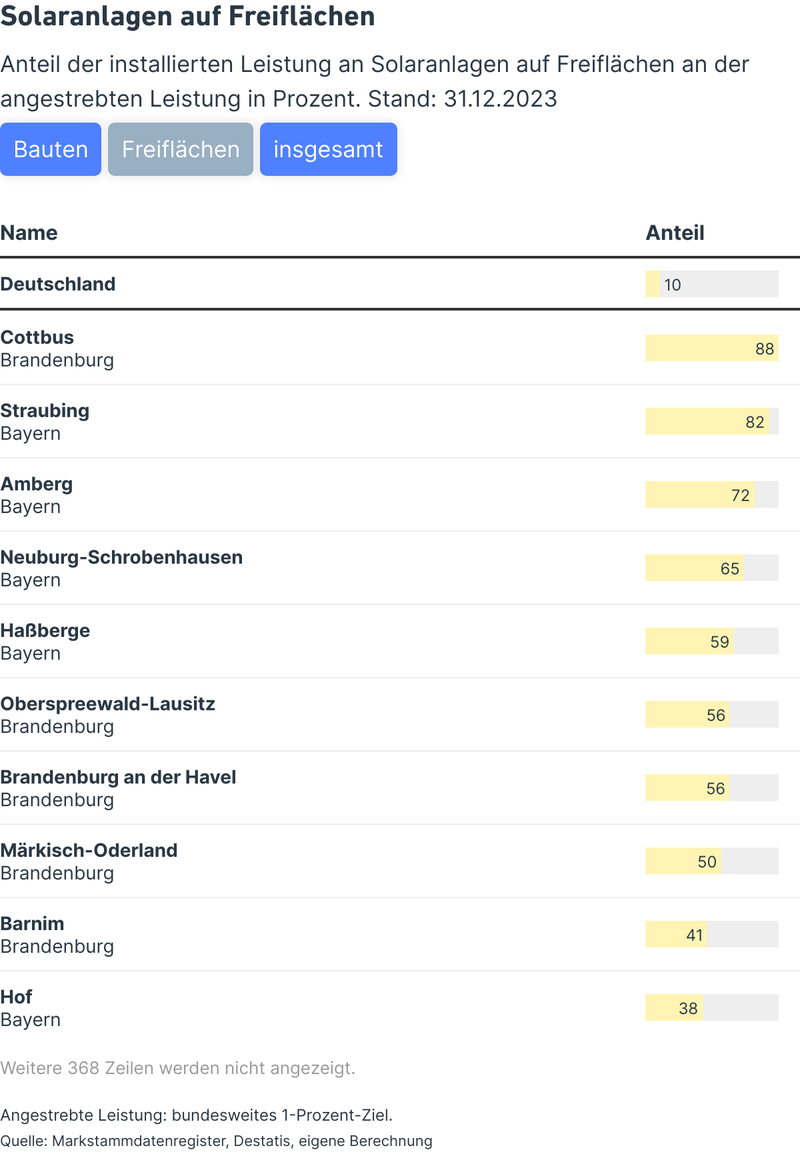 Solaranlagen auf Freiflächen
Anteil der installierten Leistung an Solaranlagen auf Freiflächen an der
angestrebten Leistung in Prozent. Stand: 31.12.2023
Bauten Freiflächen insgesamt
Name Anteil
Deutschland 10
Cottbus
Brandenburg
88
Straubing
Bayern
82
Amberg
Bayern
72
Neuburg-Schrobenhausen
Bayern
65
Haßberge
Bayern
59
Oberspreewald-Lausitz
Brandenburg
56
Brandenburg an der Havel
Brandenburg
56
Märkisch-Oderland
Brandenburg
50
Barnim
Brandenburg
41
Hof
Bayern
38
Weitere 368 Zeilen werden nicht angezeigt.
Angestrebte Leistung: bundesweites 1-Prozent-Ziel.
Quelle: Markstammdatenregister, Destatis, eigene Berechnung